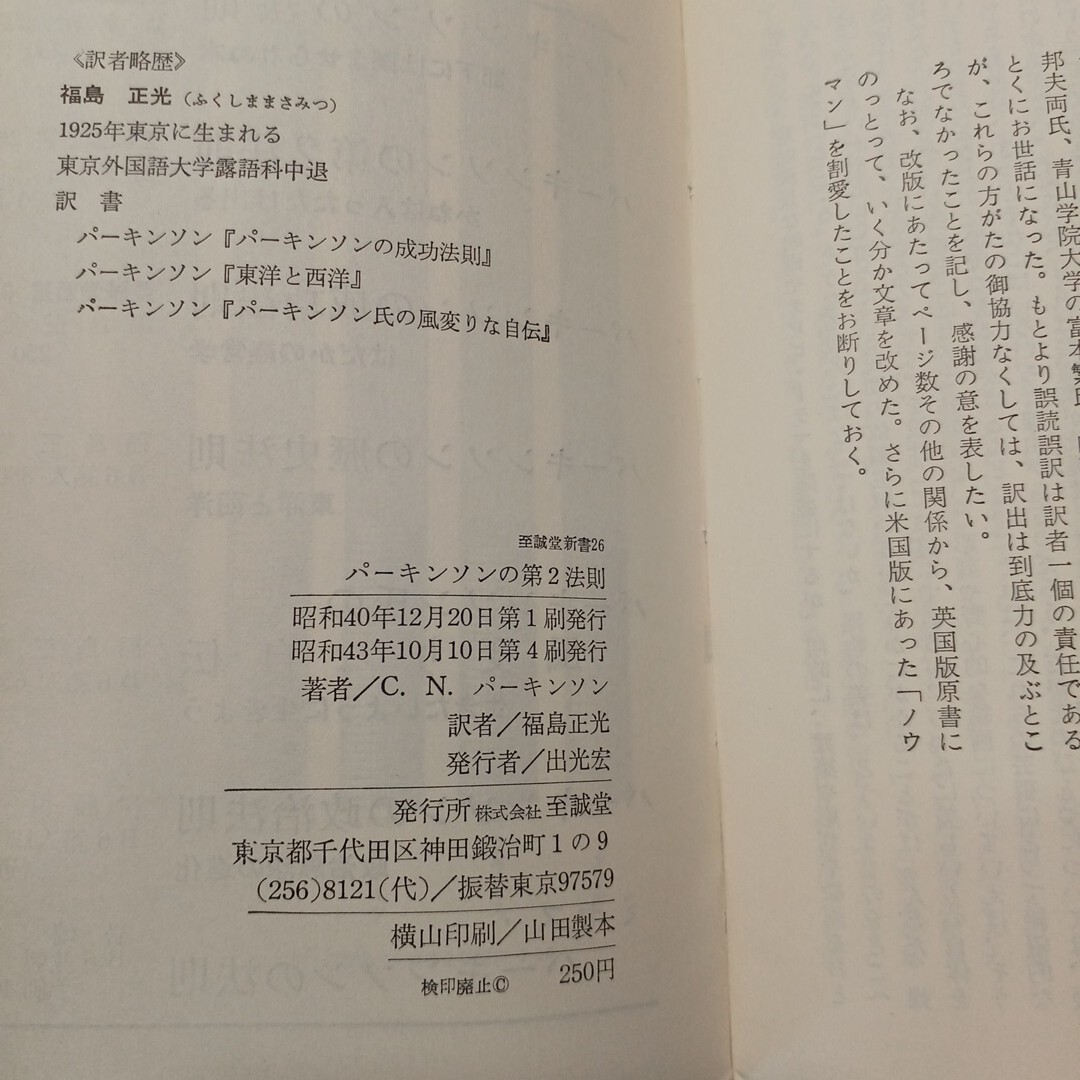 邦夫両氏、青山学院大学の富本繁氏
とくにお世話になった。もとより誤読誤訳は訳者一個の責任である
が、これらの方がたの御協力なくしては、訳出は到底力の及ぶとこ
ろでなかったことを記し、感謝の意を表したい。
なお、改版にあたってページ数その他の関係から、英国版原書に
のっとって、いく分か文章を改めた。さらに米国版にあった「ノウ
マン」を割愛したことをお断りしておく。
《訳者略歴》
福島 正光(ふくしままさみつ)
1925年東京に生まれる
東京外国語大学露語科中退
訳 書
パーキンソン『パーキンソンの成功法則』
パーキンソン『東洋と西洋』
パーキンソン『パーキンソン氏の風変りな自伝』
至誠堂新書26
パーキンソンの第2法則
昭和40年12月20日第1刷発行
昭和43年10月10日第4刷発行
著者/C. N. パーキンソン
訳者/福島正光
発行者/出光宏
発行所 株式会社 至誠堂
東京都千代田区神田鍛冶町1の9
(256)8121(代)/振替東京97579
横山印刷/山田製本
検印廃止© 250円